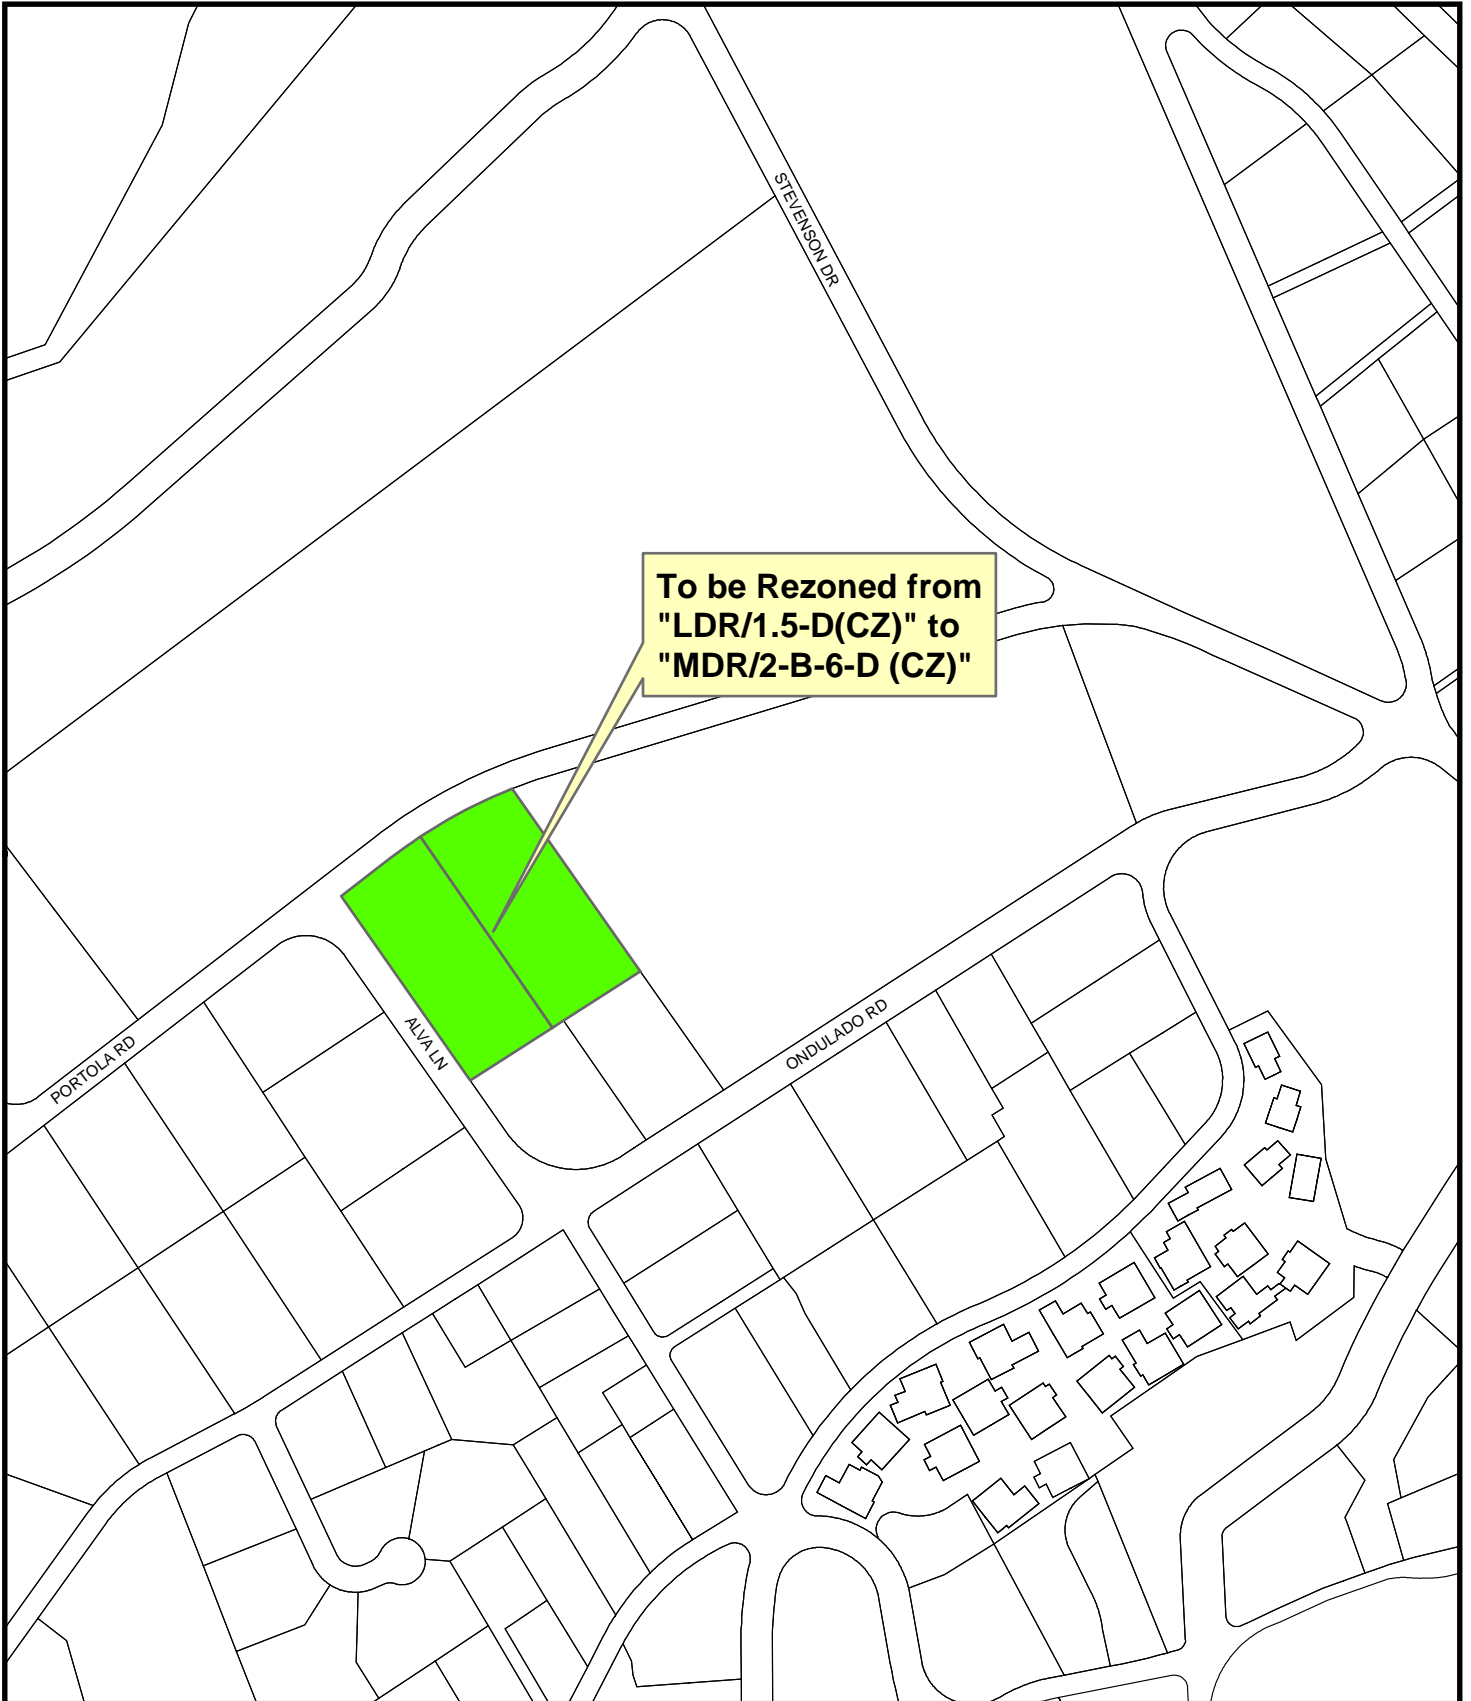 STEVENSON DR
To be Rezoned from
"LDR/1.5-D(CZ)" to
"MDR/2-B-6-D (CZ)"
PORTOLA RD
ALVA LN
ONDULADO RD